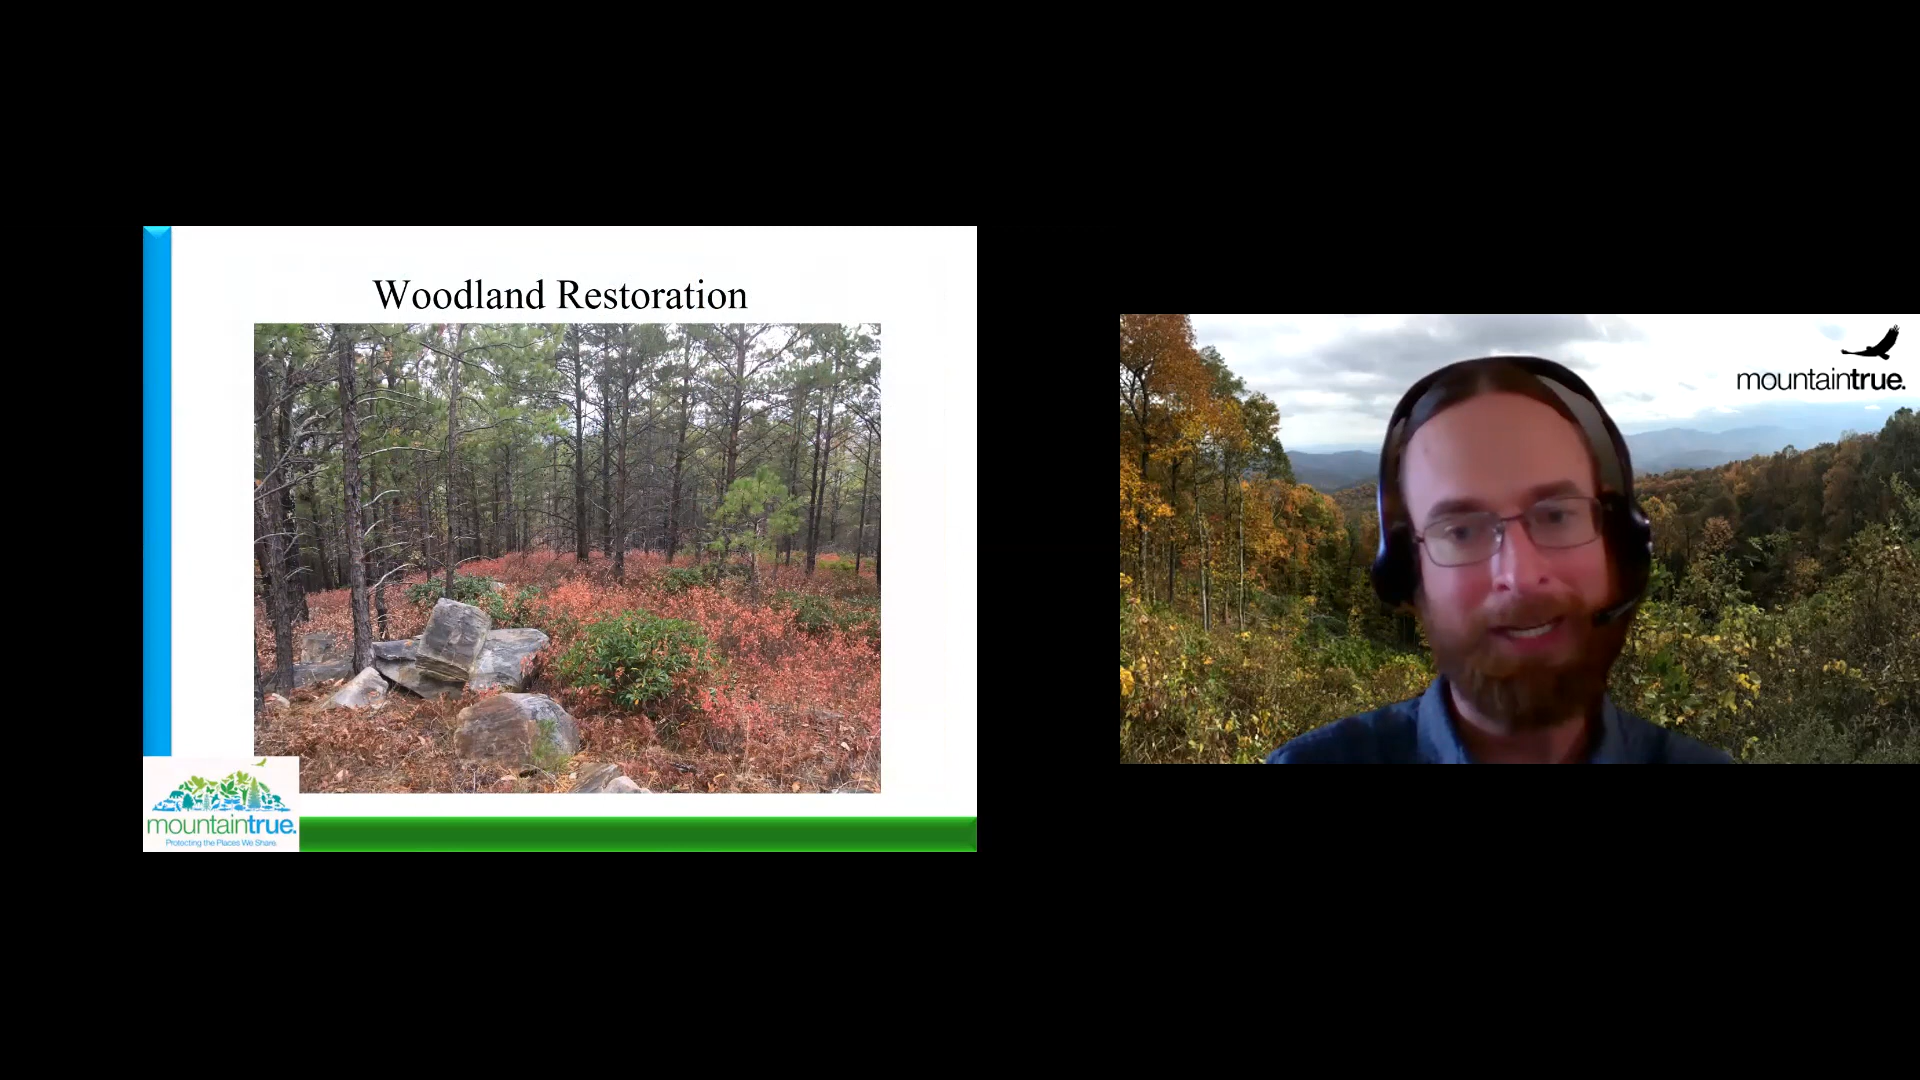 Woodland Restoration
mountaintrue.
Protecting the Places We Share.
mountaintrue.